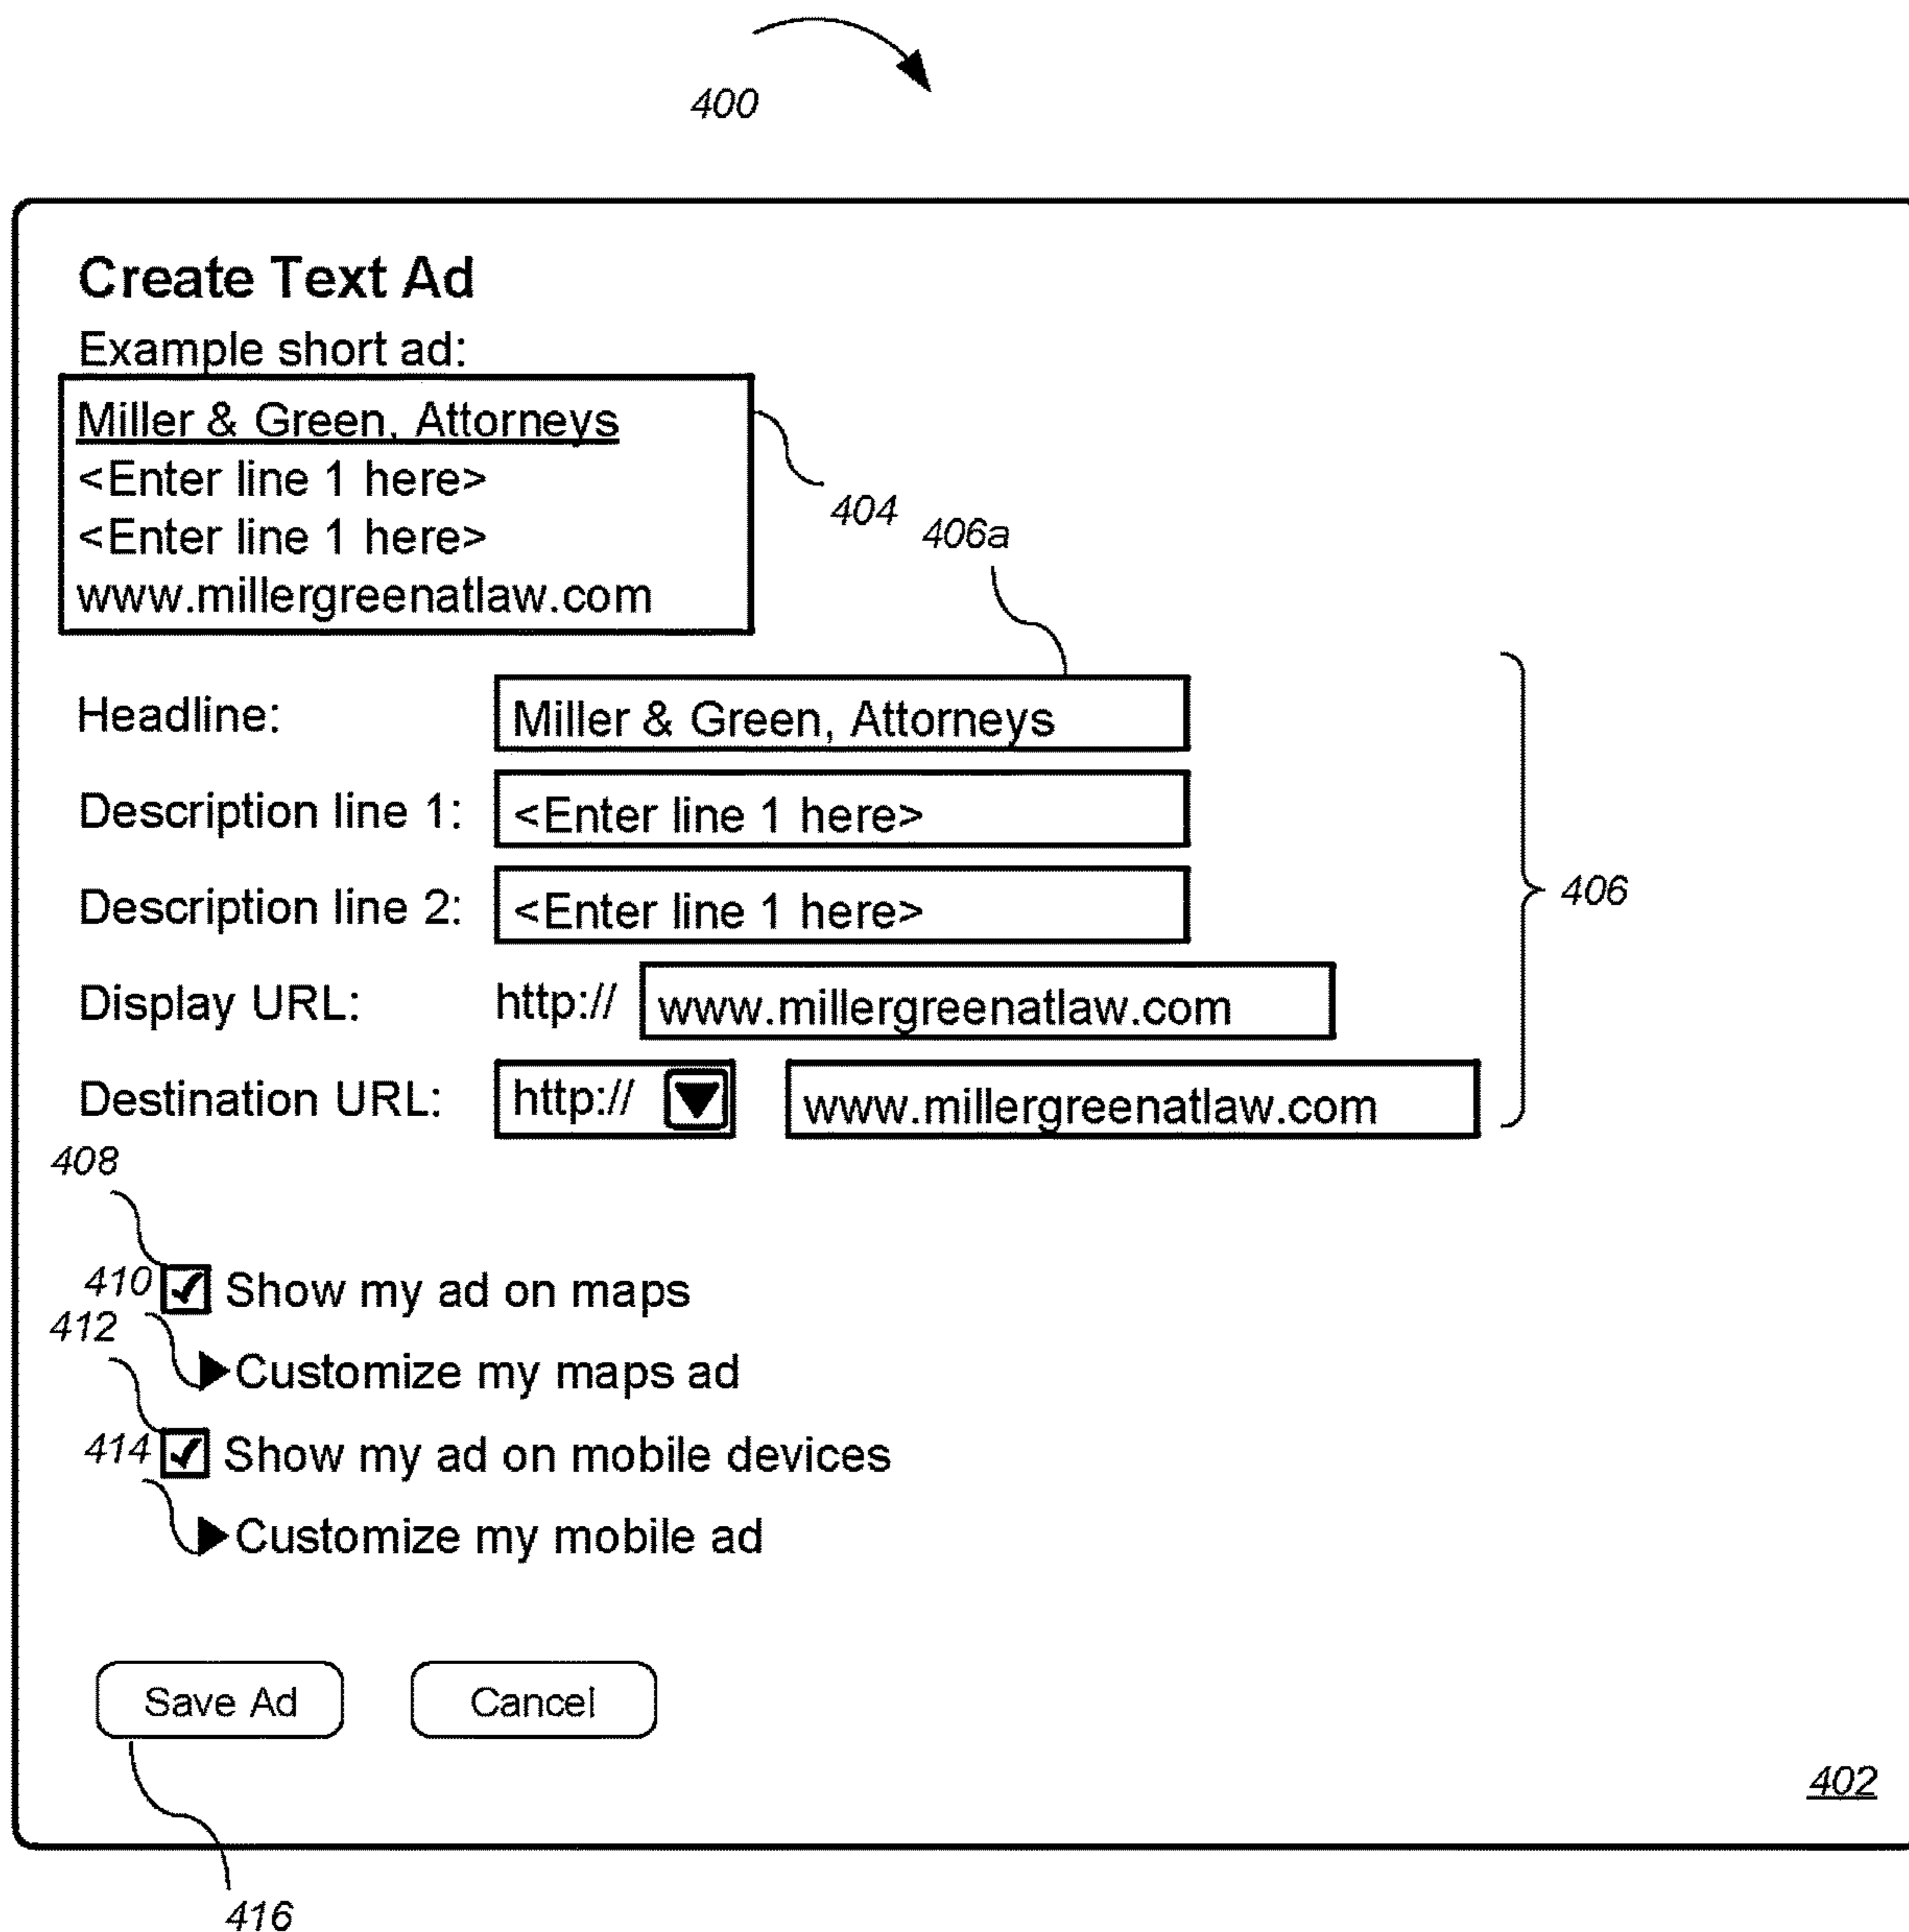 400
Create Text Ad
Example short ad:
Miller & Green, Attorneys
<Enter line 1 here>
<Enter line 1 here>
www.millergreenatlaw.com
404
406a
Headline: Miller & Green, Attorneys
Description line 1: <Enter line 1 here>
Description line 2: <Enter line 1 here>
406
Display URL: http:// www.millergreenatlaw.com
Destination URL: http:// www.millergreenatlaw.com
408
410 Show my ad on maps
412
Customize my maps ad
414 Show my ad on mobile devices
Customize my mobile ad
Save Ad Cancel
402
416